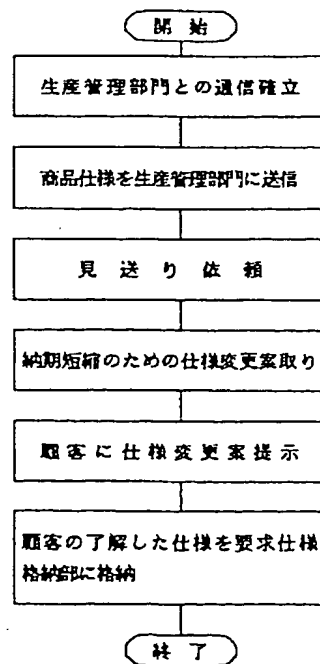 開始
生産管理部門との通信確立
商品仕様を生産管理部門に送信
見送り依頼
納期短縮のための仕様変更案取り
顧客に仕様変更案提示
顧客の了解した仕様を要求仕様
格納部に格納
終了